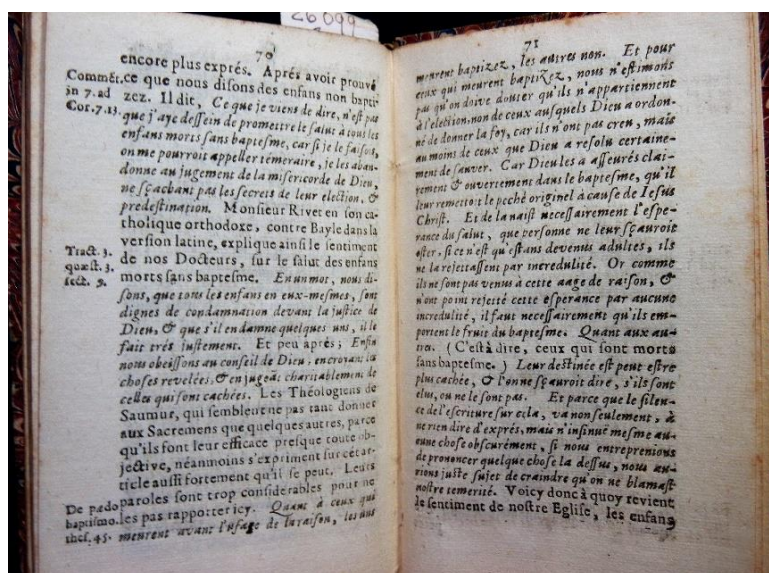 26099
70
encore plus exprés. Aprés avoir prouvé
Commēt. ce que nous disons des enfans non bapti-
in 7. ad zez. Il dit, Ce que je viens de dire, n'est pas
Cor. 7. 13. que j'aye dessein de promettre le salut à tous les
enfans morts sans baptesme, car si je le faisois,
on me pourroit appeller temeraire, je les aban-
donne au jugement de la misericorde de Dieu,
ne sçachant pas les secrets de leur election, &
predestination. Monsieur Rivet en son ca-
tholique orthodoxe, contre Bayle dans la
version latine, explique ainsi le sentiment
Tract. 3. de nos Docteurs, sur le salut des enfans
quæst. 3. morts sans baptesme. En un mot, nous di-
sect. 9. sons, que tous les enfans en eux-mesmes, sont
dignes de condamnation devant la justice de
Dieu, & que s'il en damne quelques uns, il le
fait trés justement. Et peu aprés; Enfin
nous obeissons au conseil de Dieu, en croyant les
choses revelées, & en jugeāt charitablement de
celles qui sont cachées. Les Théologiens de
Saumur, qui semblent ne pas tant donner
aux Sacremens que quelques autres, parce
qu'ils font leur efficace presque toute ob-
jective, néanmoins s'expriment sur cét ar-
ticle aussi fortement qu'il se peut. Leurs
De pædo paroles sont trop considerables pour ne
baptismo. les pas rapporter icy. Quant à ceux qui
thes. 45. meurent avant l'usage de la raison, les uns
71
meurent baptizez, les autres non. Et pour
ceux qui meurent baptizez, nous n'estimons
pas qu'on doive douter qu'ils n'appartiennent
à l'election: non de ceux ausquels Dieu a ordon-
né de donner la foy, car ils n'ont pas creu, mais
au moins de ceux que Dieu a resolu certaine-
ment de sauver. Car Dieu les a asseurés clai-
rement & ouvertement dans le baptesme, qu'il
leur remettoit le peché originel à cause de Iesus
Christ. Et de la naist necessairement l'espe-
rance du salut, que personne ne leur sçauroit
oster, si ce n'est qu'estans devenus adultes, ils
ne la rejettassent par incredulité. Or comme
ils ne sont pas venus à cette aage de raison, &
n'ont point rejetté cette esperance par aucune
incredulité, il faut necessairement qu'ils em-
portent le fruit du baptesme. Quant aux au-
tres. (C'est à dire, ceux qui sont morts
sans baptesme.) Leur destinée est peut estre
plus cachée, & l'on ne sçauroit dire, s'ils sont
elus, ou ne le sont pas. Et parce que le silen-
ce de l'escriture sur cela, va non seulement, à
ne rien dire d'exprés, mais n'insinuë mesme au-
cune chose obscurément, si nous entreprenions
de prononcer quelque chose la dessus, nous au-
rions juste sujet de craindre qu'on ne blamast
nostre temerité. Voicy donc à quoy revient
le sentiment de nostre Eglise, les enfans